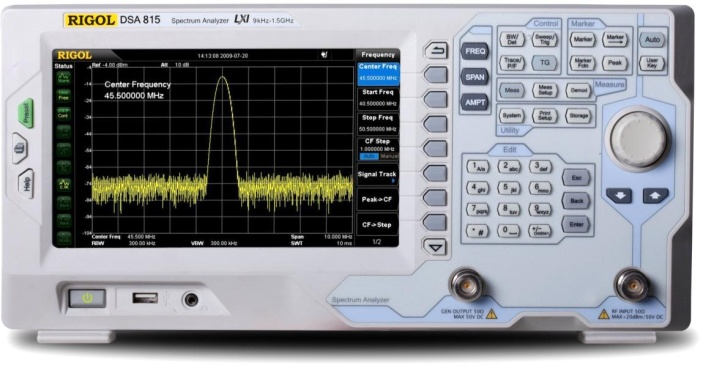 RIGOL DSA 815 Spectrum Analyzer LXI 9kHz-1.5GHz
RIGOL 14:13:08 2009-07-20
Status Ref -4.00 dBm Att 10 dB
Center Frequency
45.500000 MHz
-14
-24
-34
-44
-54
-64
-74
-84
-94
-104
Center Freq 45.500 MHz Span 10.000 MHz
RBW 300.00 kHz VBW 300.00 kHz SWT 10 ms
Frequency
Center Freq
45.500000 MHz
Start Freq
40.500000 MHz
Stop Freq
50.500000 MHz
CF Step
1.000000 MHz
Auto Manual
Signal Track
Peak->CF
CF->Step
1/2
Free
Cont
Preset
Help
FREQ
SPAN
AMPT
Control
BW/Det
Sweep/Trig
Trace/P/F
TG
Marker
Marker
Marker
Marker Fctn
Peak
Auto
User Key
Measure
Meas
Meas Setup
Demod
System
Print Setup
Storage
Utility
Edit
1
2 abc
3 def
4 ghi
5 jkl
6 mno
7 pqrs
8 tuv
9 wxyz
. #
0
+/-
Esc
Back
Enter
Spectrum Analyzer
GEN OUTPUT 50Ω
MAX 50V DC
RF INPUT 50Ω
MAX +20dBm/50V DC